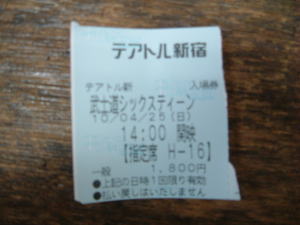 テアトル新宿
テアトル新 入場券
武士道シックスティーン
10/04/25(日)
14:00 開映
【指定席 H-16】
一般 1,800円
●上記の日時1回限り有効
●払い戻しはいたしません